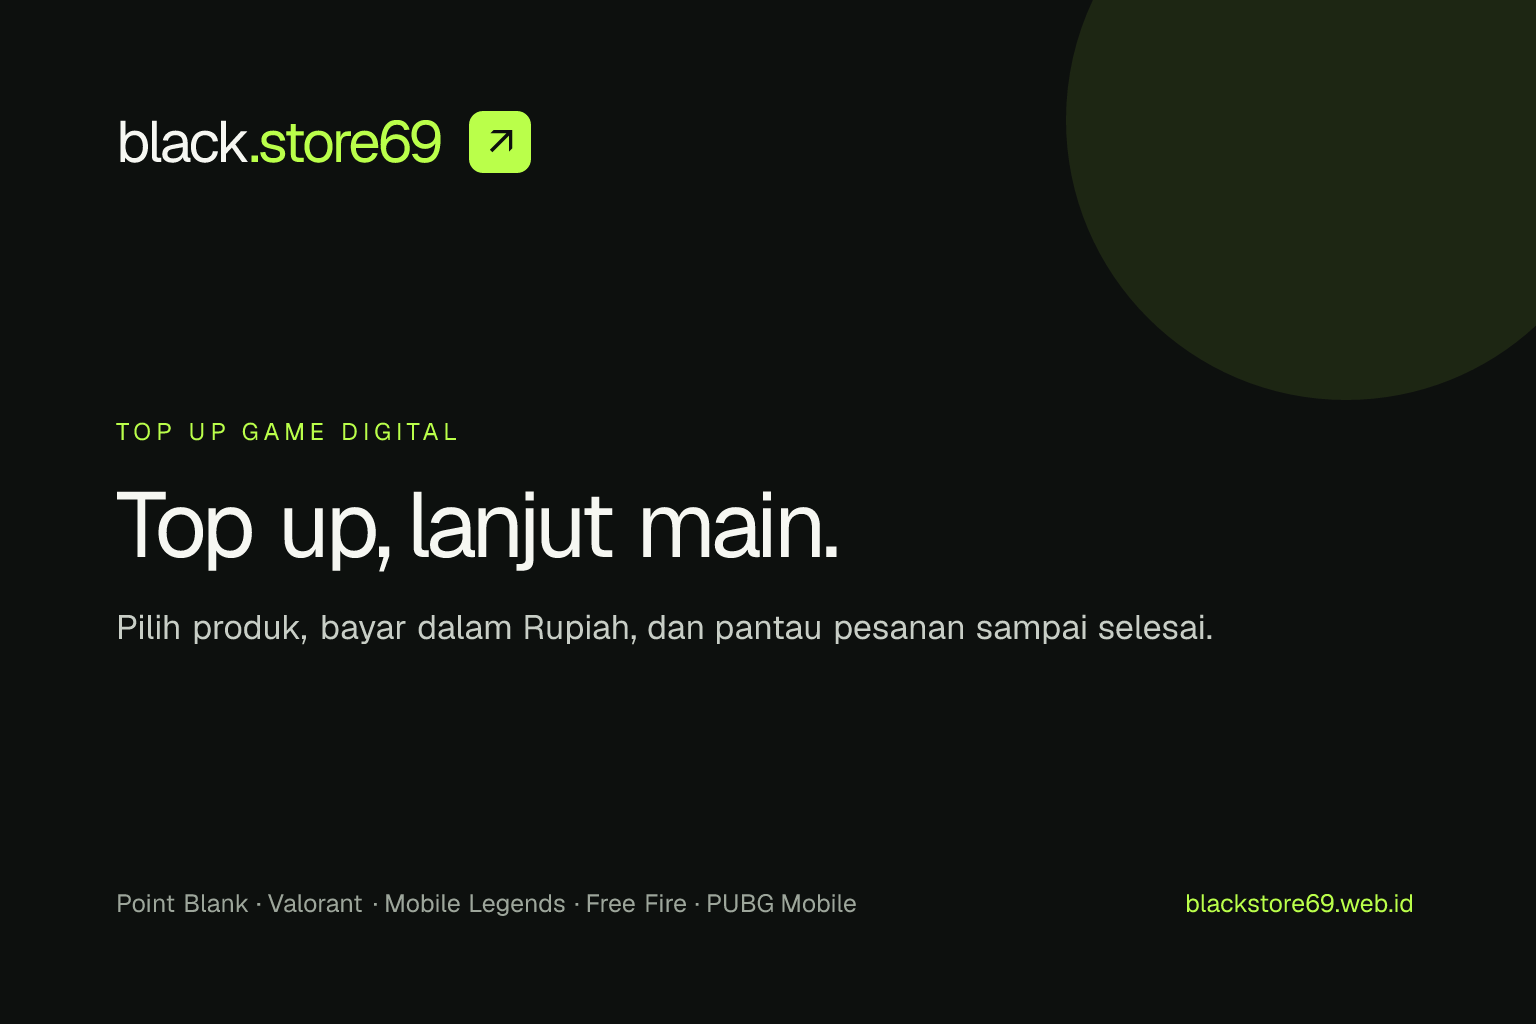 black.store69
TOP UP GAME DIGITAL
Top up, lanjut main.
Pilih produk, bayar dalam Rupiah, dan pantau pesanan sampai selesai.
Point Blank · Valorant · Mobile Legends · Free Fire · PUBG Mobile
blackstore69.web.id